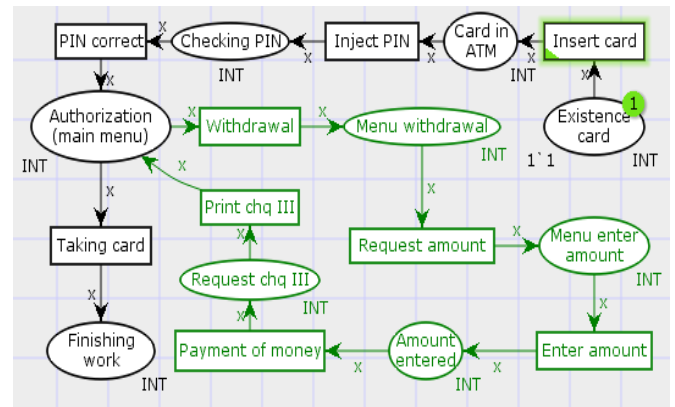 PIN correct
x
Checking PIN
INT
x
Inject PIN
x
Card in
ATM
INT
x
x
Insert card
x
1
Existence
card
1`1
INT
x
Authorization
(main menu)
INT
x
Withdrawal
x
Menu withdrawal
INT
x
x
Print chq III
x
Taking card
x
Request amount
x
Menu enter
amount
INT
x
Request chq III
INT
x
x
Finishing
work
INT
Payment of money
x
Amount
entered
INT
x
Enter amount